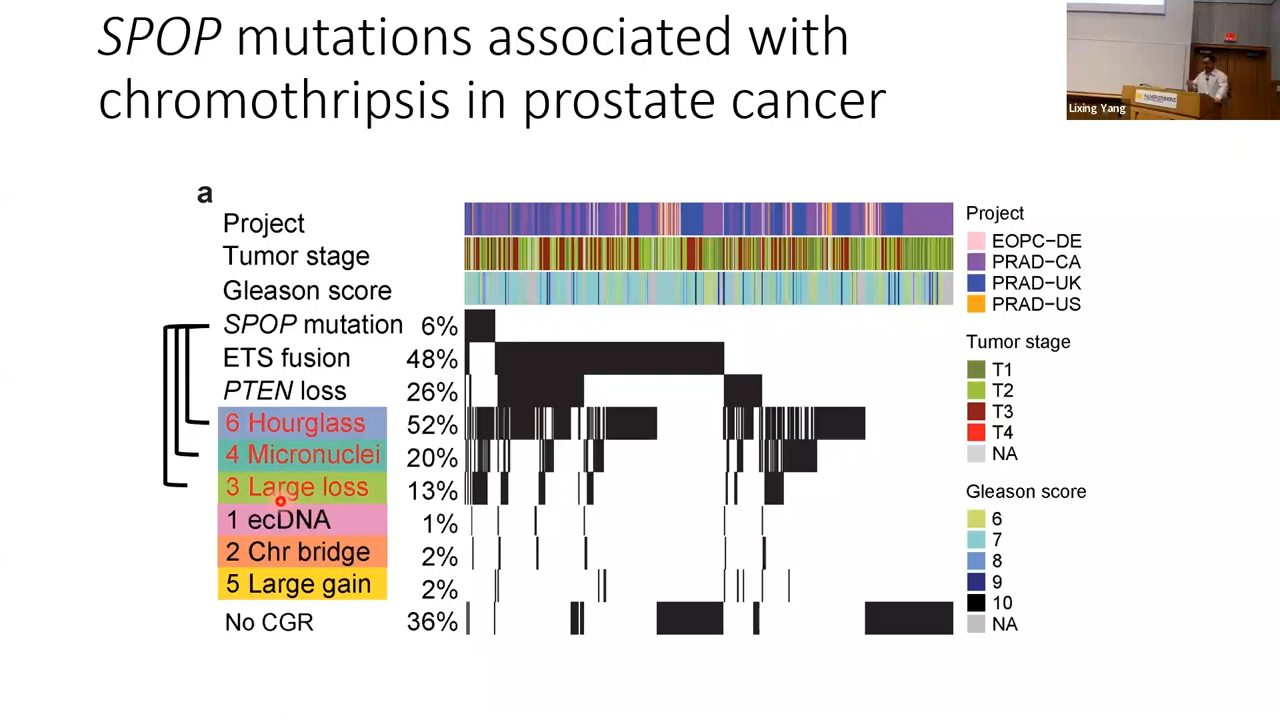 SPOP mutations associated with
chromothripsis in prostate cancer
Lixing Yang
a
Project
Tumor stage
Gleason score
SPOP mutation 6%
ETS fusion 48%
PTEN loss 26%
6 Hourglass 52%
4 Micronuclei 20%
3 Large loss 13%
1 ecDNA 1%
2 Chr bridge 2%
5 Large gain 2%
No CGR 36%
Project
EOPC−DE
PRAD−CA
PRAD−UK
PRAD−US
Tumor stage
T1
T2
T3
T4
NA
Gleason score
6
7
8
9
10
NA